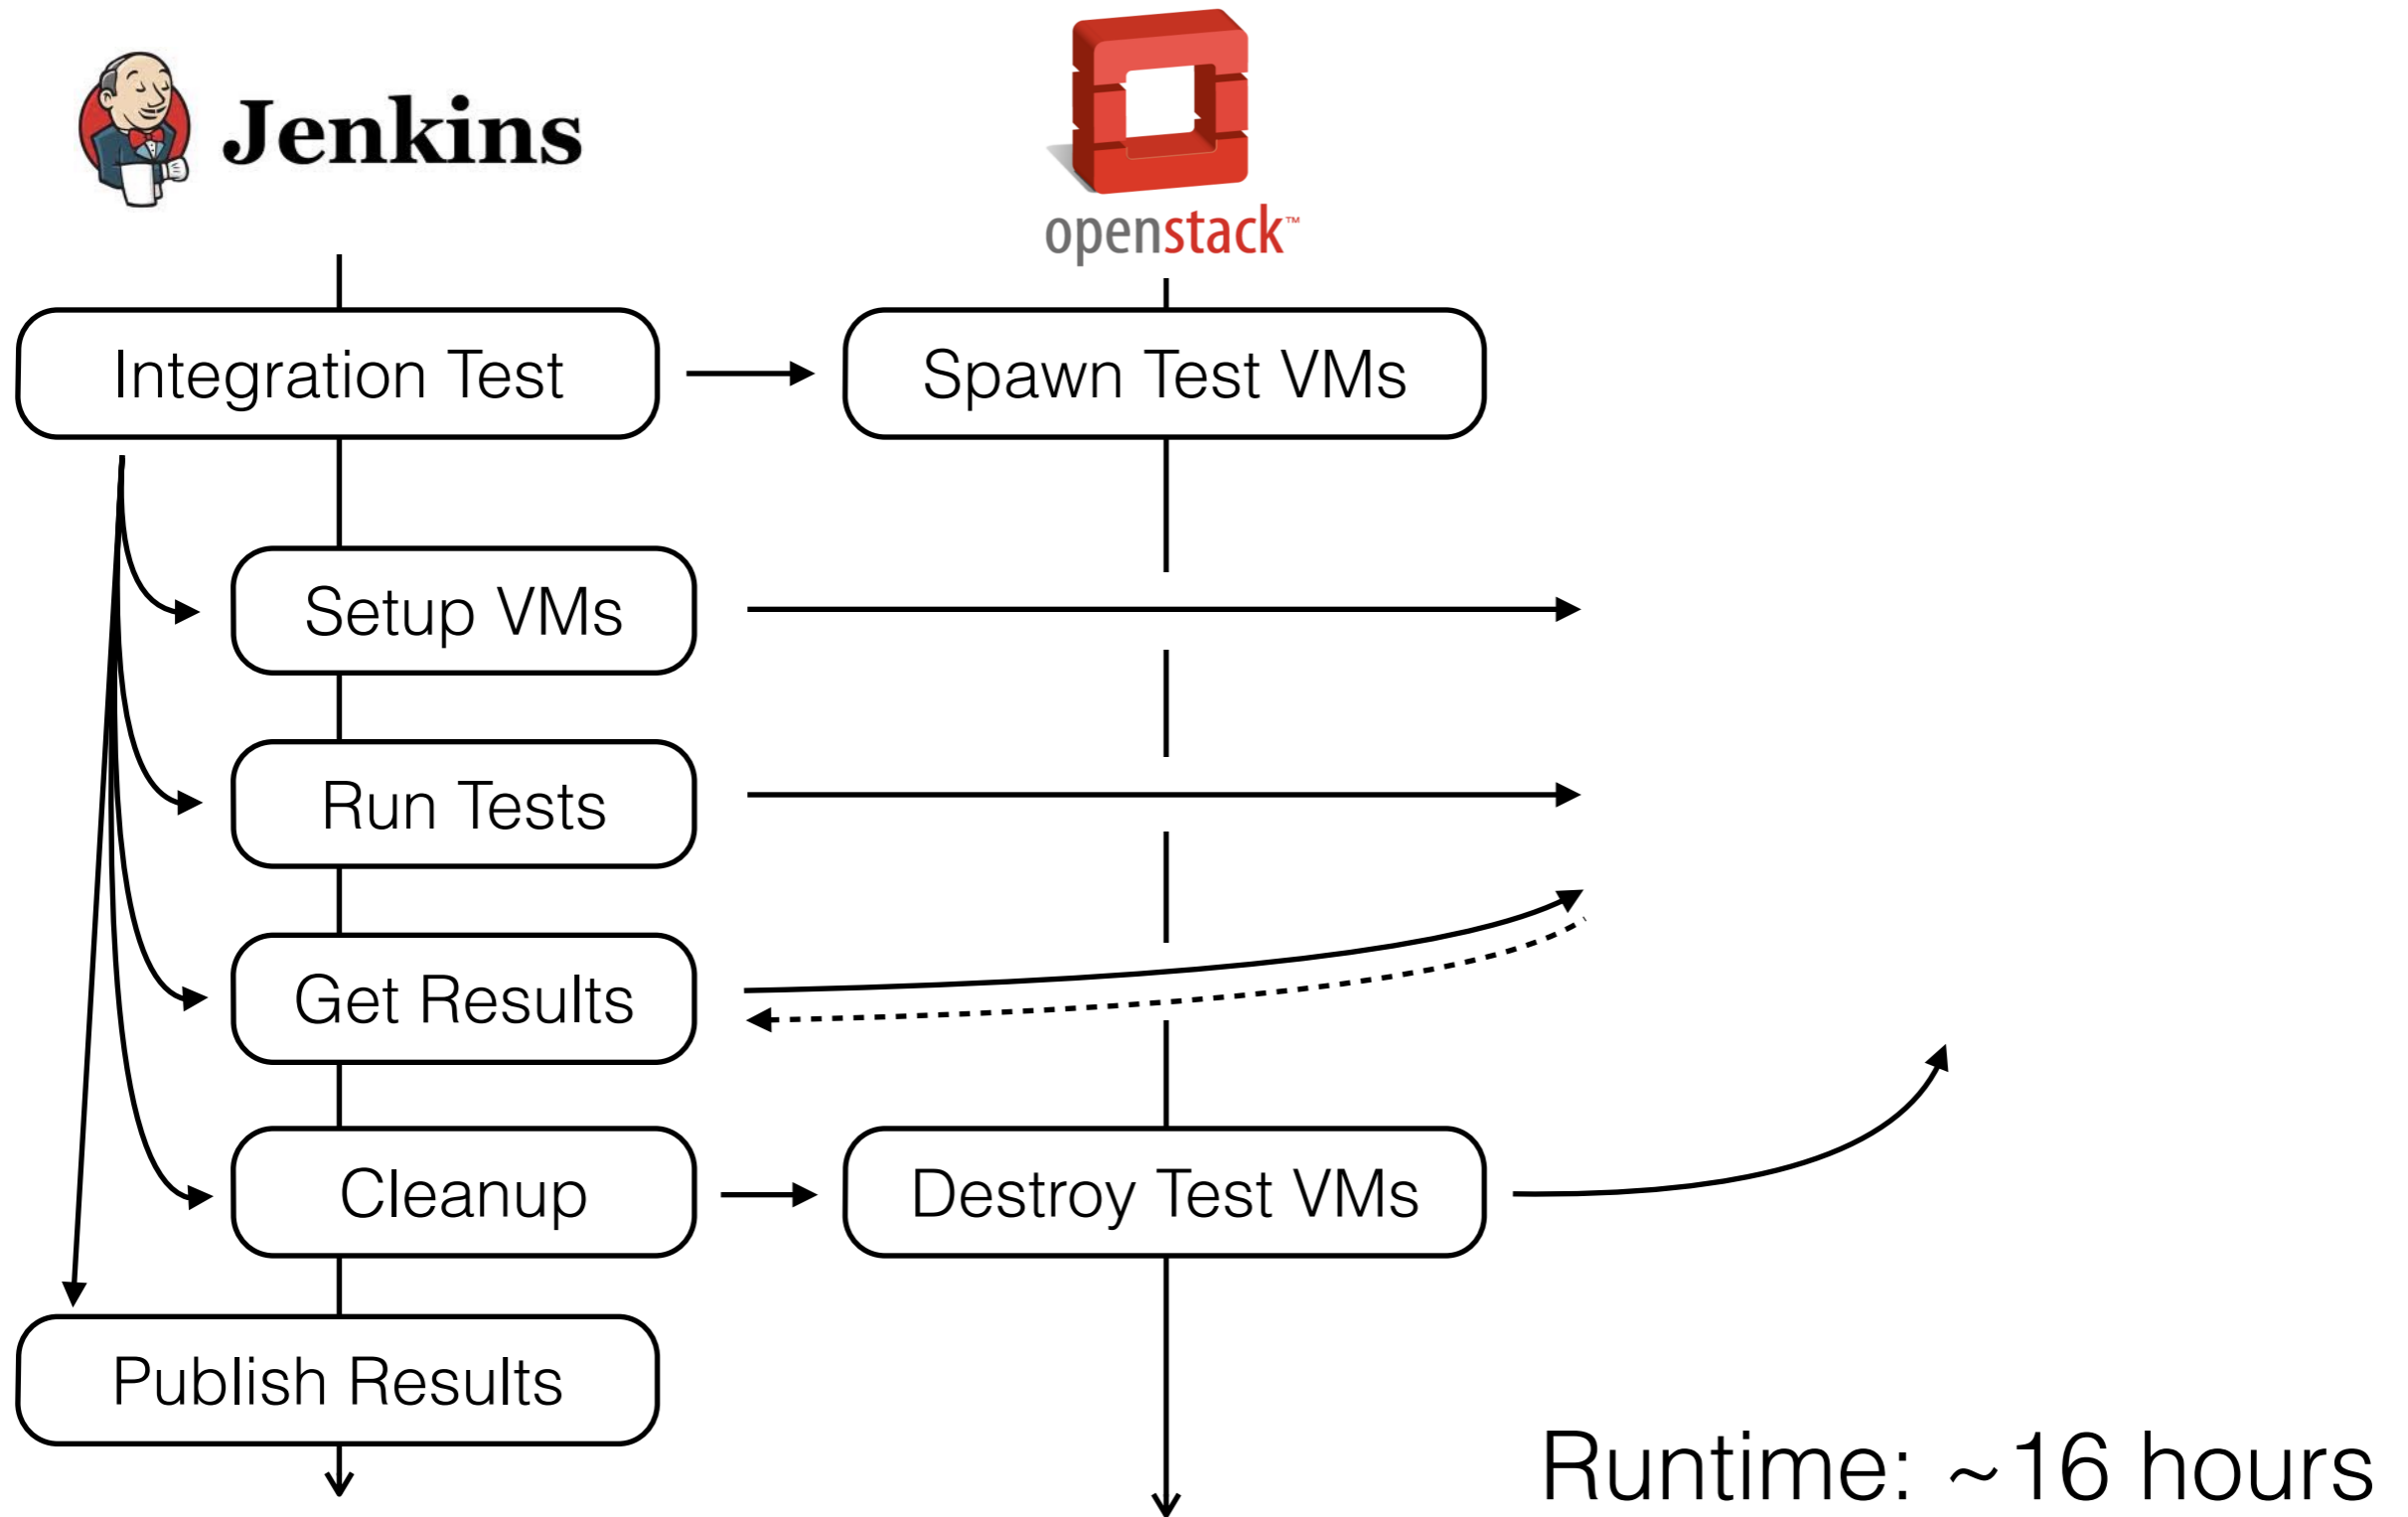 Jenkins
openstack™
Integration Test
Spawn Test VMs
Setup VMs
Run Tests
Get Results
Cleanup
Destroy Test VMs
Publish Results
Runtime: ~16 hours